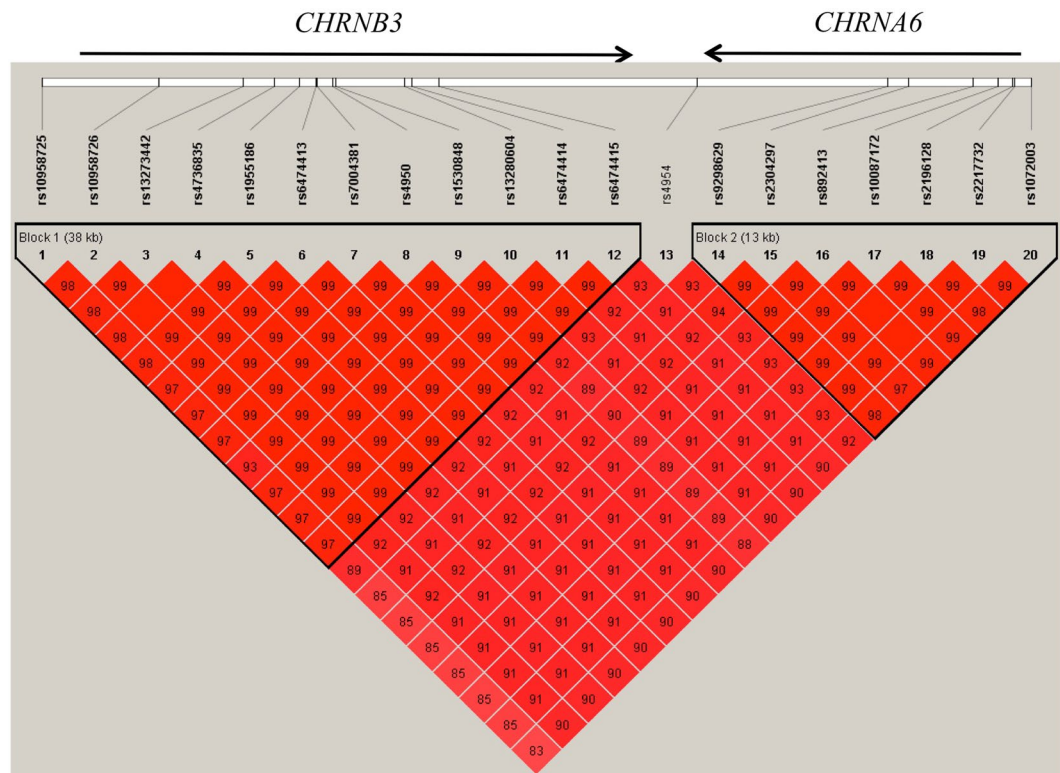 CHRNB3 CHRNA6
rs10958725
rs10958726
rs13273442
rs4736835
rs1955186
rs6474413
rs7004381
rs4950
rs1530848
rs13280604
rs6474414
rs6474415
rs4954
rs9298629
rs2304297
rs892413
rs10087172
rs2196128
rs2217732
rs1072003
Block 1 (38 kb) Block 2 (13 kb)
1 2 3 4 5 6 7 8 9 10 11 12 13 14 15 16 17 18 19 20
98 99 99 99 99 99 99 99 99 99 93 93 99 99 99 99 99 99
98 99 99 99 99 99 99 99 99 92 91 94 99 99 99 98
98 99 99 99 99 99 99 99 99 93 91 92 93 99 99 99
98 99 99 99 99 99 99 99 92 91 92 91 93 99 99 99
97 99 99 99 99 99 99 92 89 92 91 91 93 99 97
97 99 99 99 99 99 92 91 90 91 91 91 93 98
97 99 99 99 99 92 91 91 89 91 91 91 92
93 99 99 99 92 91 91 91 89 91 91 90
97 99 99 92 91 92 91 91 89 91 90
97 99 92 91 92 91 91 91 89 90
97 92 91 92 91 91 91 91 88
89 91 92 91 91 91 91 90
85 92 91 91 91 91 90
85 91 91 91 91 90
85 91 91 91 90
85 91 91 90
85 91 90
85 90
83